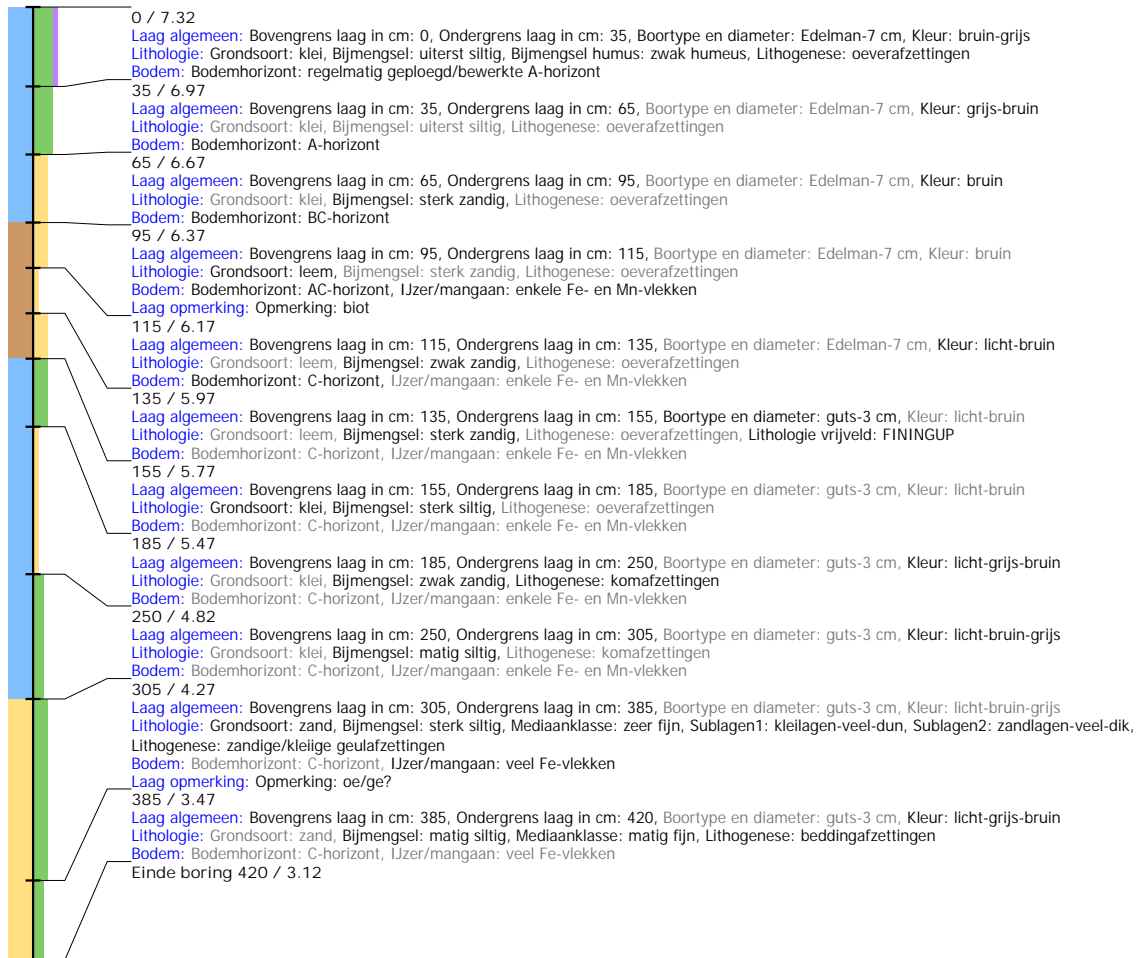 0 / 7.32
Laag algemeen: Bovengrens laag in cm: 0, Ondergrens laag in cm: 35, Boortype en diameter: Edelman-7 cm, Kleur: bruin-grijs
Lithologie: Grondsoort: klei, Bijmengsel: uiterst siltig, Bijmengsel humus: zwak humeus, Lithogenese: oeverafzettingen
Bodem: Bodemhorizont: regelmatig geploegd/bewerkte A-horizont
35 / 6.97
Laag algemeen: Bovengrens laag in cm: 35, Ondergrens laag in cm: 65, Boortype en diameter: Edelman-7 cm, Kleur: grijs-bruin
Lithologie: Grondsoort: klei, Bijmengsel: uiterst siltig, Lithogenese: oeverafzettingen
Bodem: Bodemhorizont: A-horizont
65 / 6.67
Laag algemeen: Bovengrens laag in cm: 65, Ondergrens laag in cm: 95, Boortype en diameter: Edelman-7 cm, Kleur: bruin
Lithologie: Grondsoort: klei, Bijmengsel: sterk zandig, Lithogenese: oeverafzettingen
Bodem: Bodemhorizont: BC-horizont
95 / 6.37
Laag algemeen: Bovengrens laag in cm: 95, Ondergrens laag in cm: 115, Boortype en diameter: Edelman-7 cm, Kleur: bruin
Lithologie: Grondsoort: leem, Bijmengsel: sterk zandig, Lithogenese: oeverafzettingen
Bodem: Bodemhorizont: AC-horizont, IJzer/mangaan: enkele Fe- en Mn-vlekken
Laag opmerking: Opmerking: biot
115 / 6.17
Laag algemeen: Bovengrens laag in cm: 115, Ondergrens laag in cm: 135, Boortype en diameter: Edelman-7 cm, Kleur: licht-bruin
Lithologie: Grondsoort: leem, Bijmengsel: zwak zandig, Lithogenese: oeverafzettingen
Bodem: Bodemhorizont: C-horizont, IJzer/mangaan: enkele Fe- en Mn-vlekken
135 / 5.97
Laag algemeen: Bovengrens laag in cm: 135, Ondergrens laag in cm: 155, Boortype en diameter: guts-3 cm, Kleur: licht-bruin
Lithologie: Grondsoort: leem, Bijmengsel: sterk zandig, Lithogenese: oeverafzettingen, Lithologie vrijveld: FININGUP
Bodem: Bodemhorizont: C-horizont, IJzer/mangaan: enkele Fe- en Mn-vlekken
155 / 5.77
Laag algemeen: Bovengrens laag in cm: 155, Ondergrens laag in cm: 185, Boortype en diameter: guts-3 cm, Kleur: licht-bruin
Lithologie: Grondsoort: klei, Bijmengsel: sterk siltig, Lithogenese: oeverafzettingen
Bodem: Bodemhorizont: C-horizont, IJzer/mangaan: enkele Fe- en Mn-vlekken
185 / 5.47
Laag algemeen: Bovengrens laag in cm: 185, Ondergrens laag in cm: 250, Boortype en diameter: guts-3 cm, Kleur: licht-grijs-bruin
Lithologie: Grondsoort: klei, Bijmengsel: zwak zandig, Lithogenese: komafzettingen
Bodem: Bodemhorizont: C-horizont, IJzer/mangaan: enkele Fe- en Mn-vlekken
250 / 4.82
Laag algemeen: Bovengrens laag in cm: 250, Ondergrens laag in cm: 305, Boortype en diameter: guts-3 cm, Kleur: licht-bruin-grijs
Lithologie: Grondsoort: klei, Bijmengsel: matig siltig, Lithogenese: komafzettingen
Bodem: Bodemhorizont: C-horizont, IJzer/mangaan: enkele Fe- en Mn-vlekken
305 / 4.27
Laag algemeen: Bovengrens laag in cm: 305, Ondergrens laag in cm: 385, Boortype en diameter: guts-3 cm, Kleur: licht-bruin-grijs
Lithologie: Grondsoort: zand, Bijmengsel: sterk siltig, Mediaanklasse: zeer fijn, Sublagen1: kleilagen-veel-dun, Sublagen2: zandlagen-veel-dik,
Lithogenese: zandige/kleiige geulafzettingen
Bodem: Bodemhorizont: C-horizont, IJzer/mangaan: veel Fe-vlekken
Laag opmerking: Opmerking: oe/ge?
385 / 3.47
Laag algemeen: Bovengrens laag in cm: 385, Ondergrens laag in cm: 420, Boortype en diameter: guts-3 cm, Kleur: licht-grijs-bruin
Lithologie: Grondsoort: zand, Bijmengsel: matig siltig, Mediaanklasse: matig fijn, Lithogenese: beddingafzettingen
Bodem: Bodemhorizont: C-horizont, IJzer/mangaan: veel Fe-vlekken
Einde boring 420 / 3.12